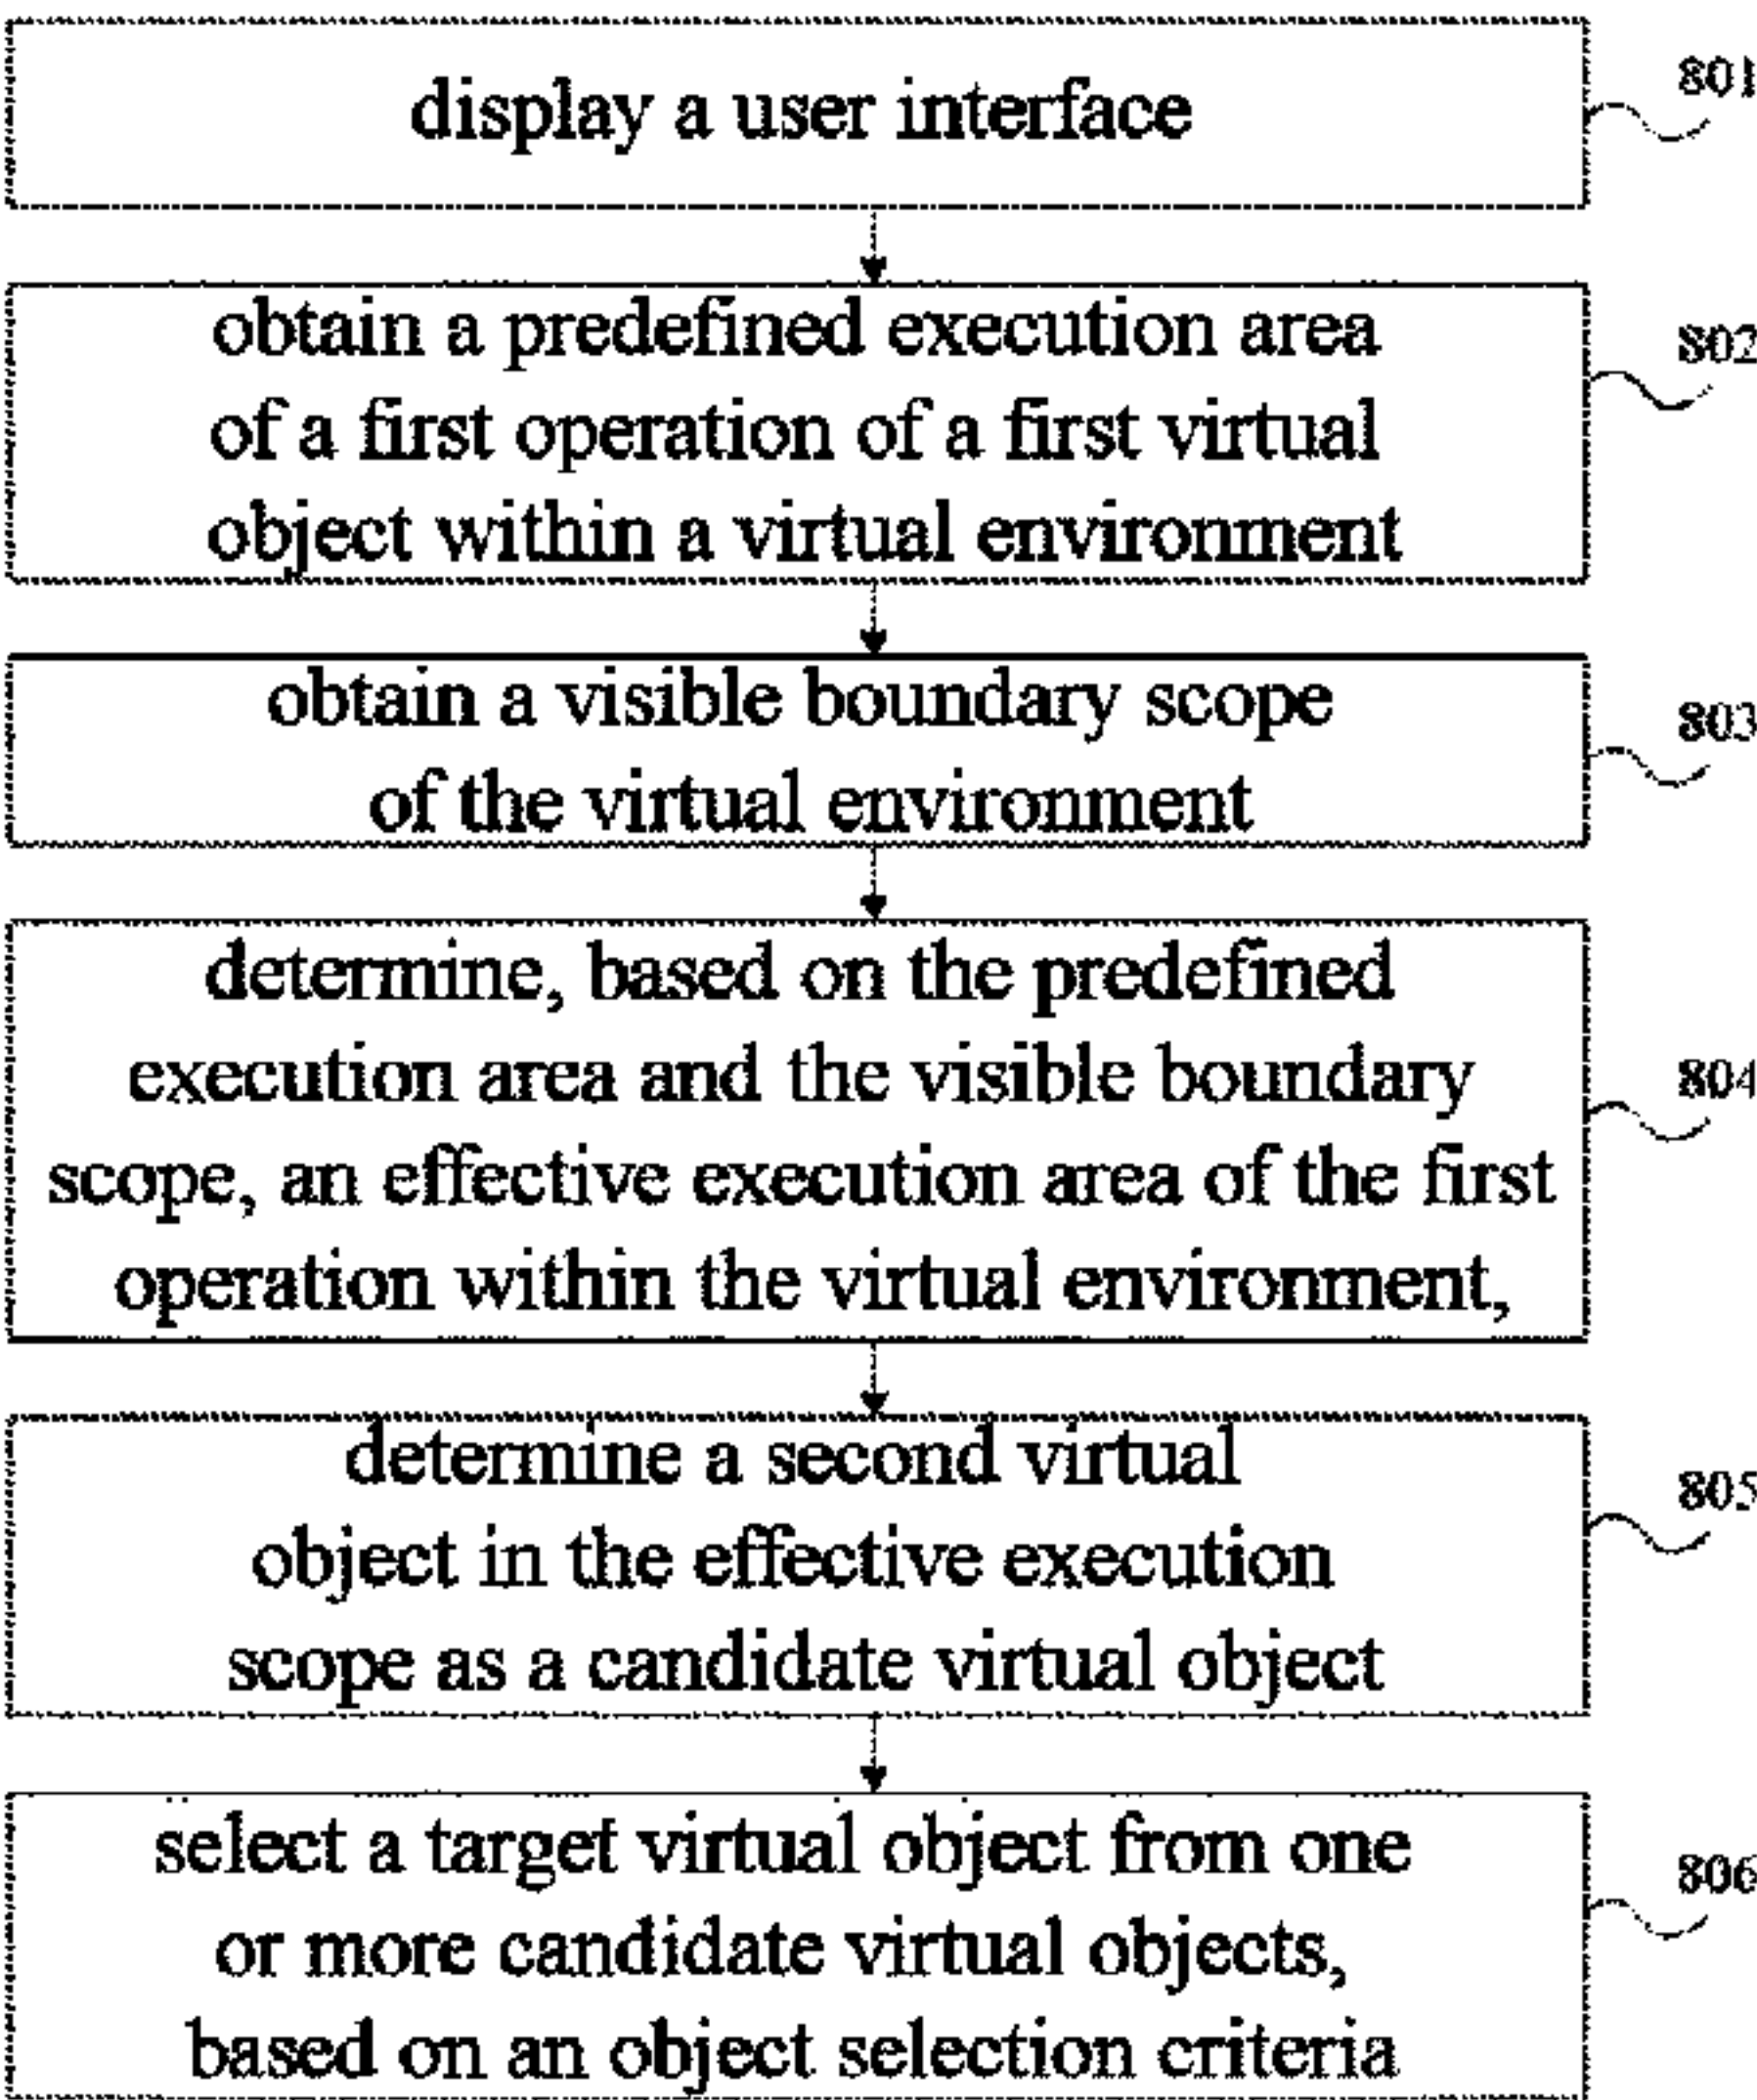 display a user interface
801
obtain a predefined execution area
of a first operation of a first virtual
object within a virtual environment
802
obtain a visible boundary scope
of the virtual environment
803
determine, based on the predefined
execution area and the visible boundary
scope, an effective execution area of the first
operation within the virtual environment,
804
determine a second virtual
object in the effective execution
scope as a candidate virtual object
805
select a target virtual object from one
or more candidate virtual objects,
based on an object selection criteria
806